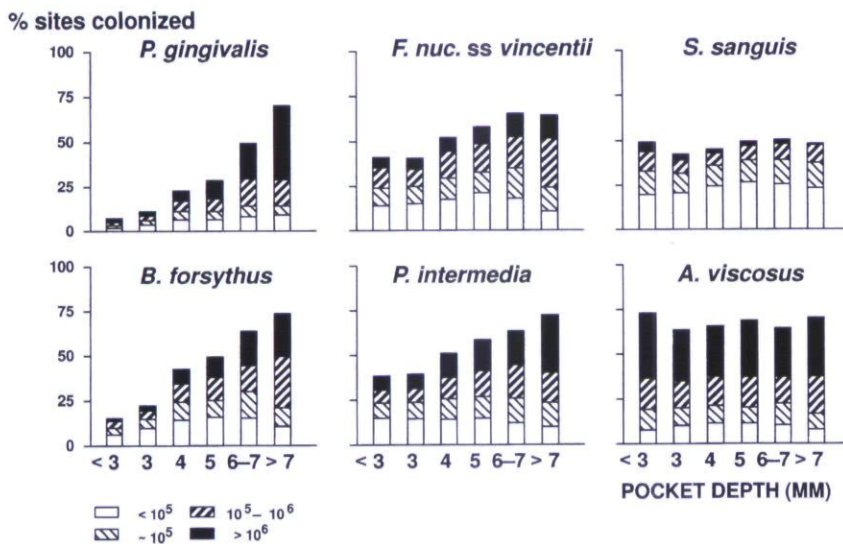 % sites colonized
P. gingivalis
F. nuc. ss vincentii
S. sanguis
100
75
50
25
0
B. forsythus
P. intermedia
A. viscosus
100
75
50
25
0
< 3 3 4 5 6–7 > 7
< 3 3 4 5 6–7 > 7
< 3 3 4 5 6–7 > 7
POCKET DEPTH (MM)
< 10⁵
10⁵– 10⁶
~ 10⁵
> 10⁶